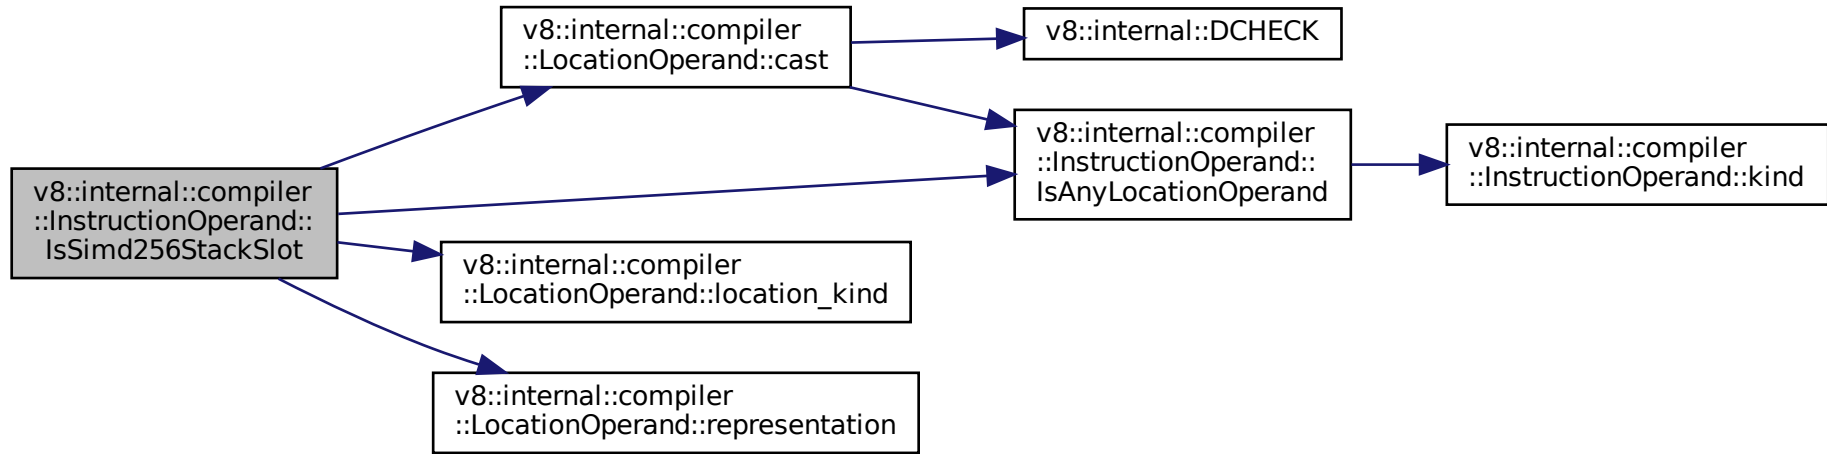 v8::internal::compiler
::InstructionOperand::
IsSimd256StackSlot
v8::internal::compiler
::LocationOperand::cast
v8::internal::DCHECK
v8::internal::compiler
::InstructionOperand::
IsAnyLocationOperand
v8::internal::compiler
::InstructionOperand::kind
v8::internal::compiler
::LocationOperand::location_kind
v8::internal::compiler
::LocationOperand::representation